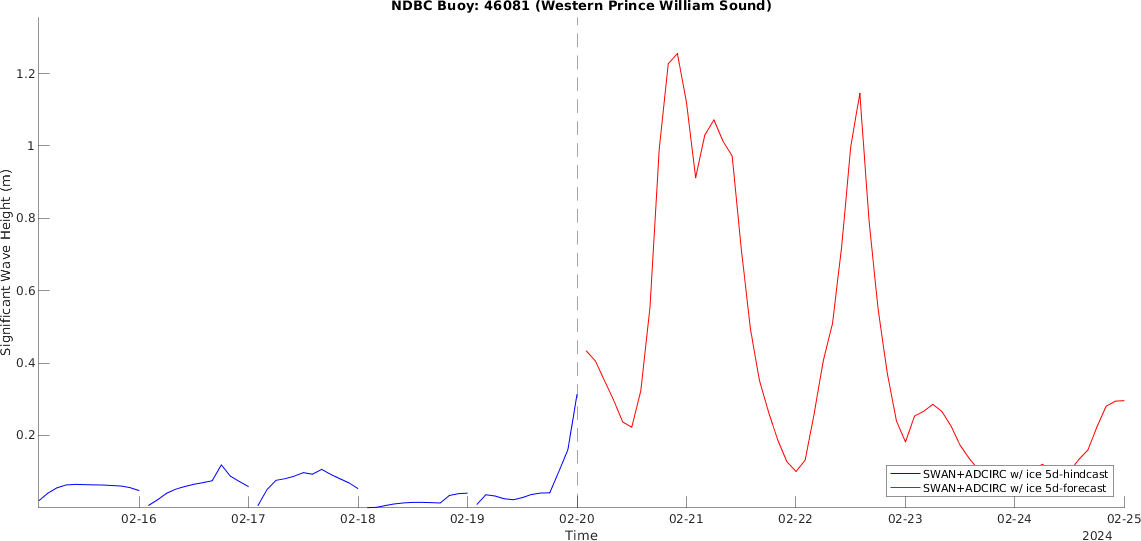 NDBC Buoy: 46081 (Western Prince William Sound)
Significant Wave Height (m)
1.2
1
0.8
0.6
0.4
0.2
SWAN+ADCIRC w/ ice 5d-hindcast
SWAN+ADCIRC w/ ice 5d-forecast
02-16 02-17 02-18 02-19 02-20 02-21 02-22 02-23 02-24 02-25
Time
2024